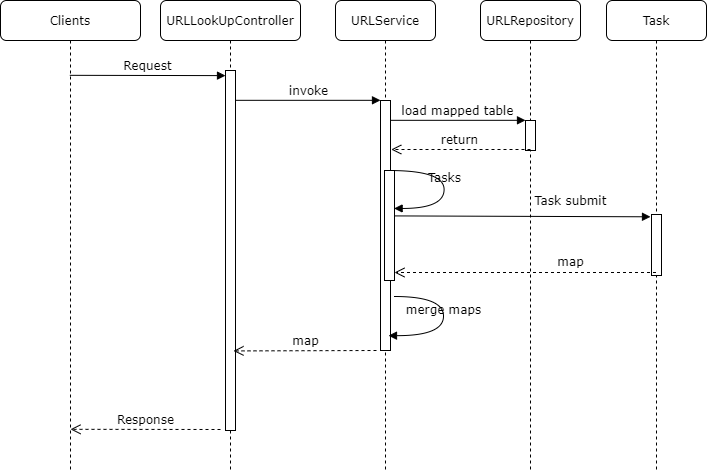 Clients
URLLookUpController
URLService
URLRepository
Task
Request
invoke
load mapped table
return
Tasks
Task submit
map
merge maps
map
Response